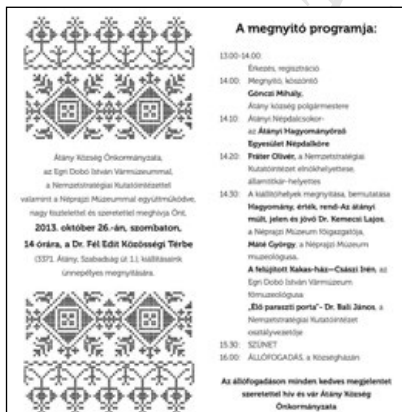 Átány Község Önkormányzata,
az Egri Dobó István Vármúzeummal,
a Nemzetstratégiai Kutatóintézettel
valamint a Néprajzi Múzeummal együttműködve,
nagy tisztelettel és szeretettel meghívja Önt,
2013. október 26.-án, szombaton,
14 órára, a Dr. Fél Edit Közösségi Térbe
(3371. Átány, Szabadság út 1.), kiállításaink
ünnepélyes megnyitására.
A megnyitó programja:
13.00-14.00:
Érkezés, regisztráció
14.00: Megnyitó, köszöntő
Gönczi Mihály,
Átány község polgármestere
14.10: Átányi Népdalcsokor-
az Átányi Hagyományőrző
Egyesület Népdalköre
14.20: Fráter Olivér, a Nemzetstratégiai
Kutatóintézet elnökhelyettese,
államtitkár-helyettes
14.30: A kiállítóhelyek megnyitása, bemutatása
Hagyomány, érték, rend-Az átányi
múlt, jelen és jövő Dr. Kemecsi Lajos,
a Néprajzi Múzeum főigazgatója,
Máté György, a Néprajzi Múzeum
muzeológusa,
A felújított Kakas-ház—Császi Irén, az
Egri Dobó István Vármúzeum
főmuzeológusa
„Élő paraszti porta"- Dr. Bali János, a
Nemzetstratégiai Kutatóintézet
osztályvezetője
15.30: SZÜNET
16.00: ÁLLÓFOGADÁS, a Községházán
Az állófogadáson minden kedves megjelentet
szeretettel hív és vár Átány Község
Önkormányzata